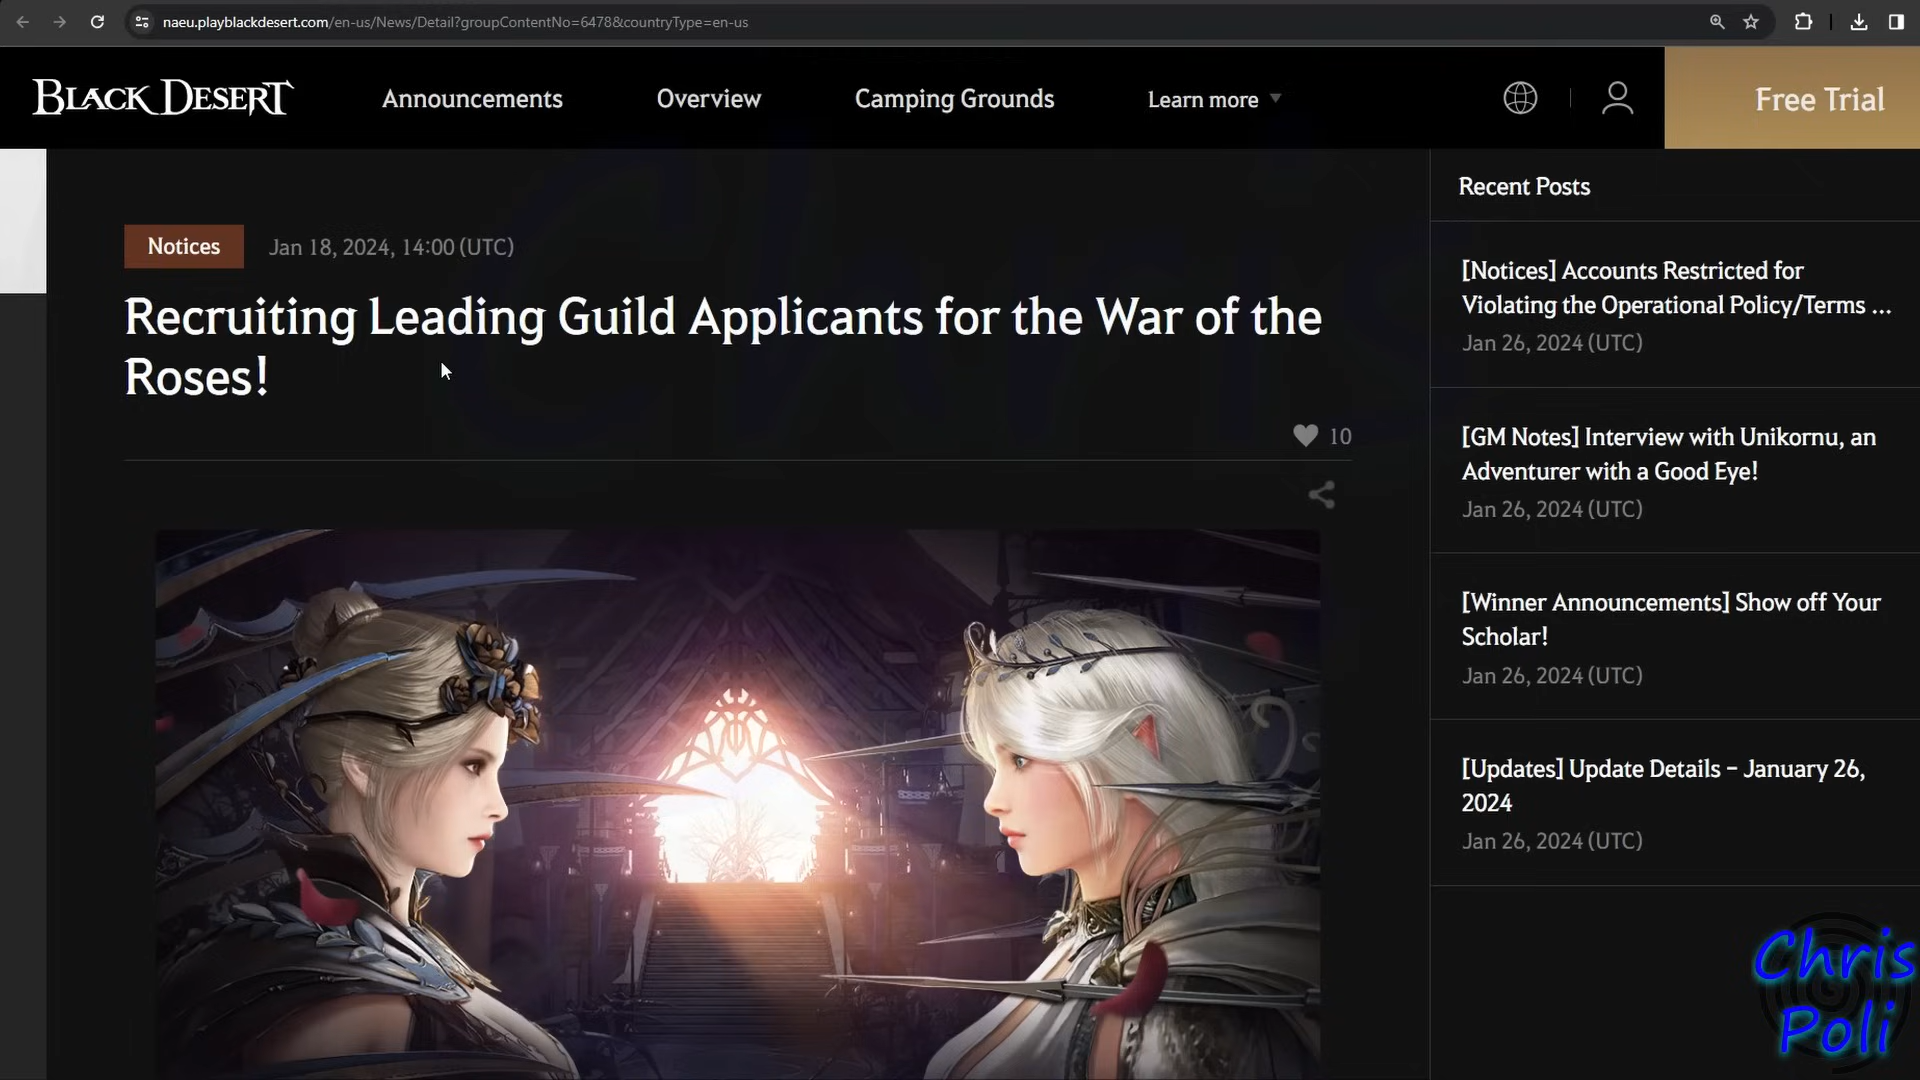 naeu.playblackdesert.com/en-us/News/Detail?groupContentNo=6478&countryType=en-us
BLACK DESERT
Announcements
Overview
Camping Grounds
Learn more
Free Trial
Notices
Jan 18, 2024, 14:00 (UTC)
Recruiting Leading Guild Applicants for the War of the
Roses!
10
Recent Posts
[Notices] Accounts Restricted for
Violating the Operational Policy/Terms ...
Jan 26, 2024 (UTC)
[GM Notes] Interview with Unikornu, an
Adventurer with a Good Eye!
Jan 26, 2024 (UTC)
[Winner Announcements] Show off Your
Scholar!
Jan 26, 2024 (UTC)
[Updates] Update Details – January 26,
2024
Jan 26, 2024 (UTC)
Chris
Poli